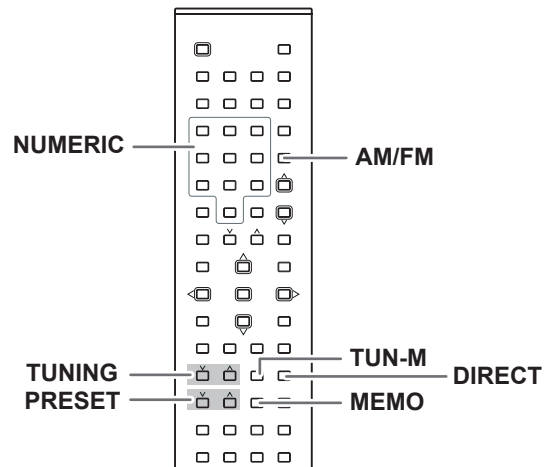 NUMERIC
AM/FM
TUNING
TUN-M
DIRECT
PRESET
MEMO